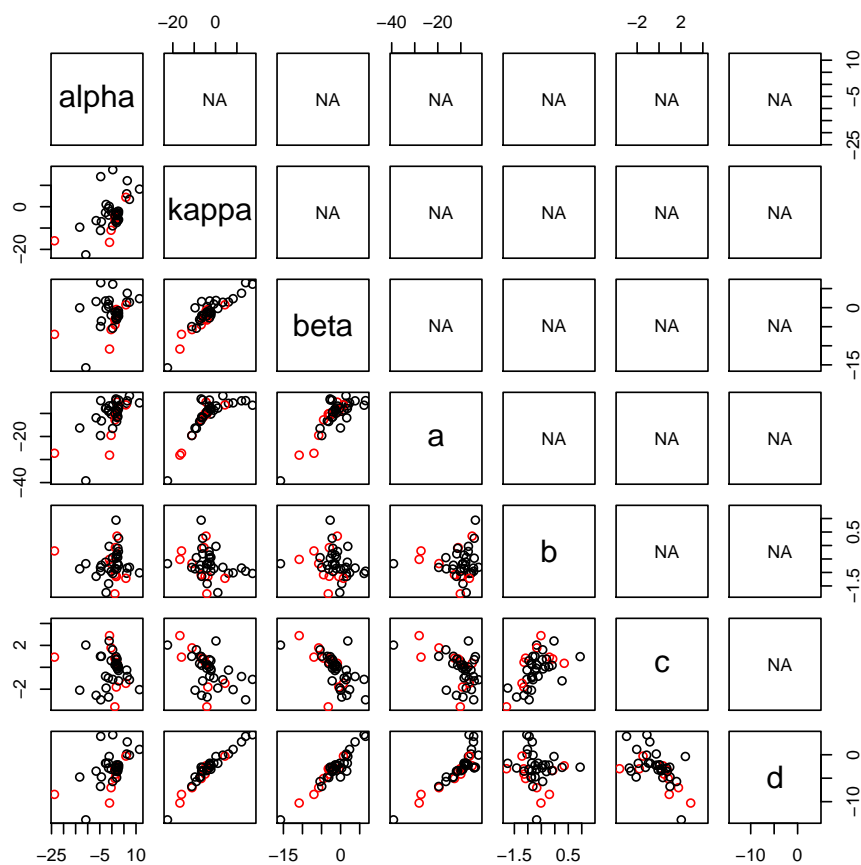 −20 0 −40 −20 −2 2
alpha NA NA NA NA NA NA −25 −5 10
−20 0 kappa NA NA NA NA NA
beta NA NA NA NA −15 0
−40 −20 a NA NA NA
b NA NA −1.5 0.5
−2 2 c NA
d −10 0
−25 −5 10 −15 0 −1.5 0.5 −10 0